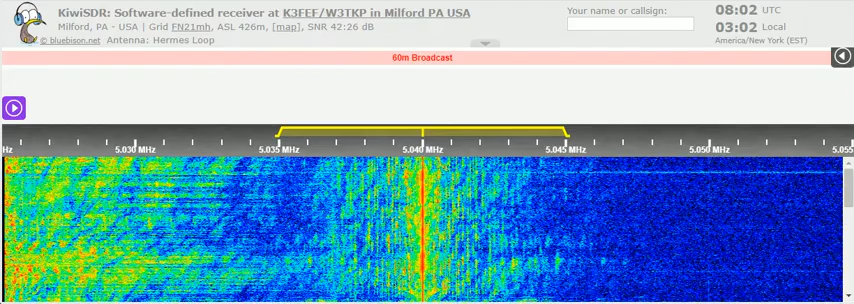 KiwiSDR: Software-defined receiver at K3FEF/W3TKP in Milford PA USA
Milford, PA - USA | Grid FN21mh, ASL 426m, [map], SNR 42:26 dB
© bluebison.net Antenna: Hermes Loop
Your name or callsign:
08:02 UTC
03:02 Local
America/New York (EST)
60m Broadcast
Hz 5.030 MHz 5.035 MHz 5.040 MHz 5.045 MHz 5.050 MHz 5.055